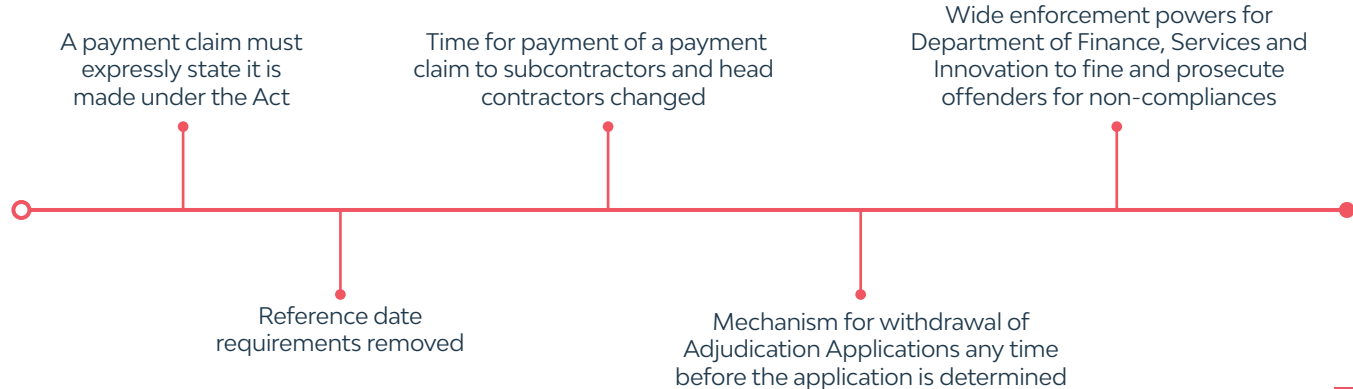 A payment claim must
expressly state it is
made under the Act
Reference date
requirements removed
Time for payment of a payment
claim to subcontractors and head
contractors changed
Mechanism for withdrawal of
Adjudication Applications any time
before the application is determined
Wide enforcement powers for
Department of Finance, Services and
Innovation to fine and prosecute
offenders for non-compliances